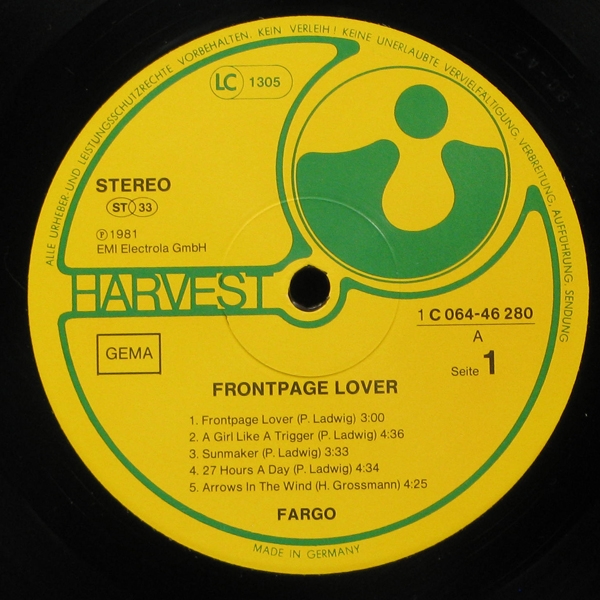 ALLE URHEBER- UND LEISTUNGSSCHUTZRECHTE VORBEHALTEN. KEIN VERLEIH! KEINE UNERLAUBTE VERVIELFÄLTIGUNG, VERBREITUNG, AUFFÜHRUNG, SENDUNG
LC 1305
STEREO
ST 33
℗ 1981
EMI Electrola GmbH
HARVEST
1 C 064-46 280
A
Seite 1
GEMA
FRONTPAGE LOVER
1. Frontpage Lover (P. Ladwig) 3:00
2. A Girl Like A Trigger (P. Ladwig) 4:36
3. Sunmaker (P. Ladwig) 3:33
4. 27 Hours A Day (P. Ladwig) 4:34
5. Arrows In The Wind (H. Grossmann) 4:25
FARGO
MADE IN GERMANY